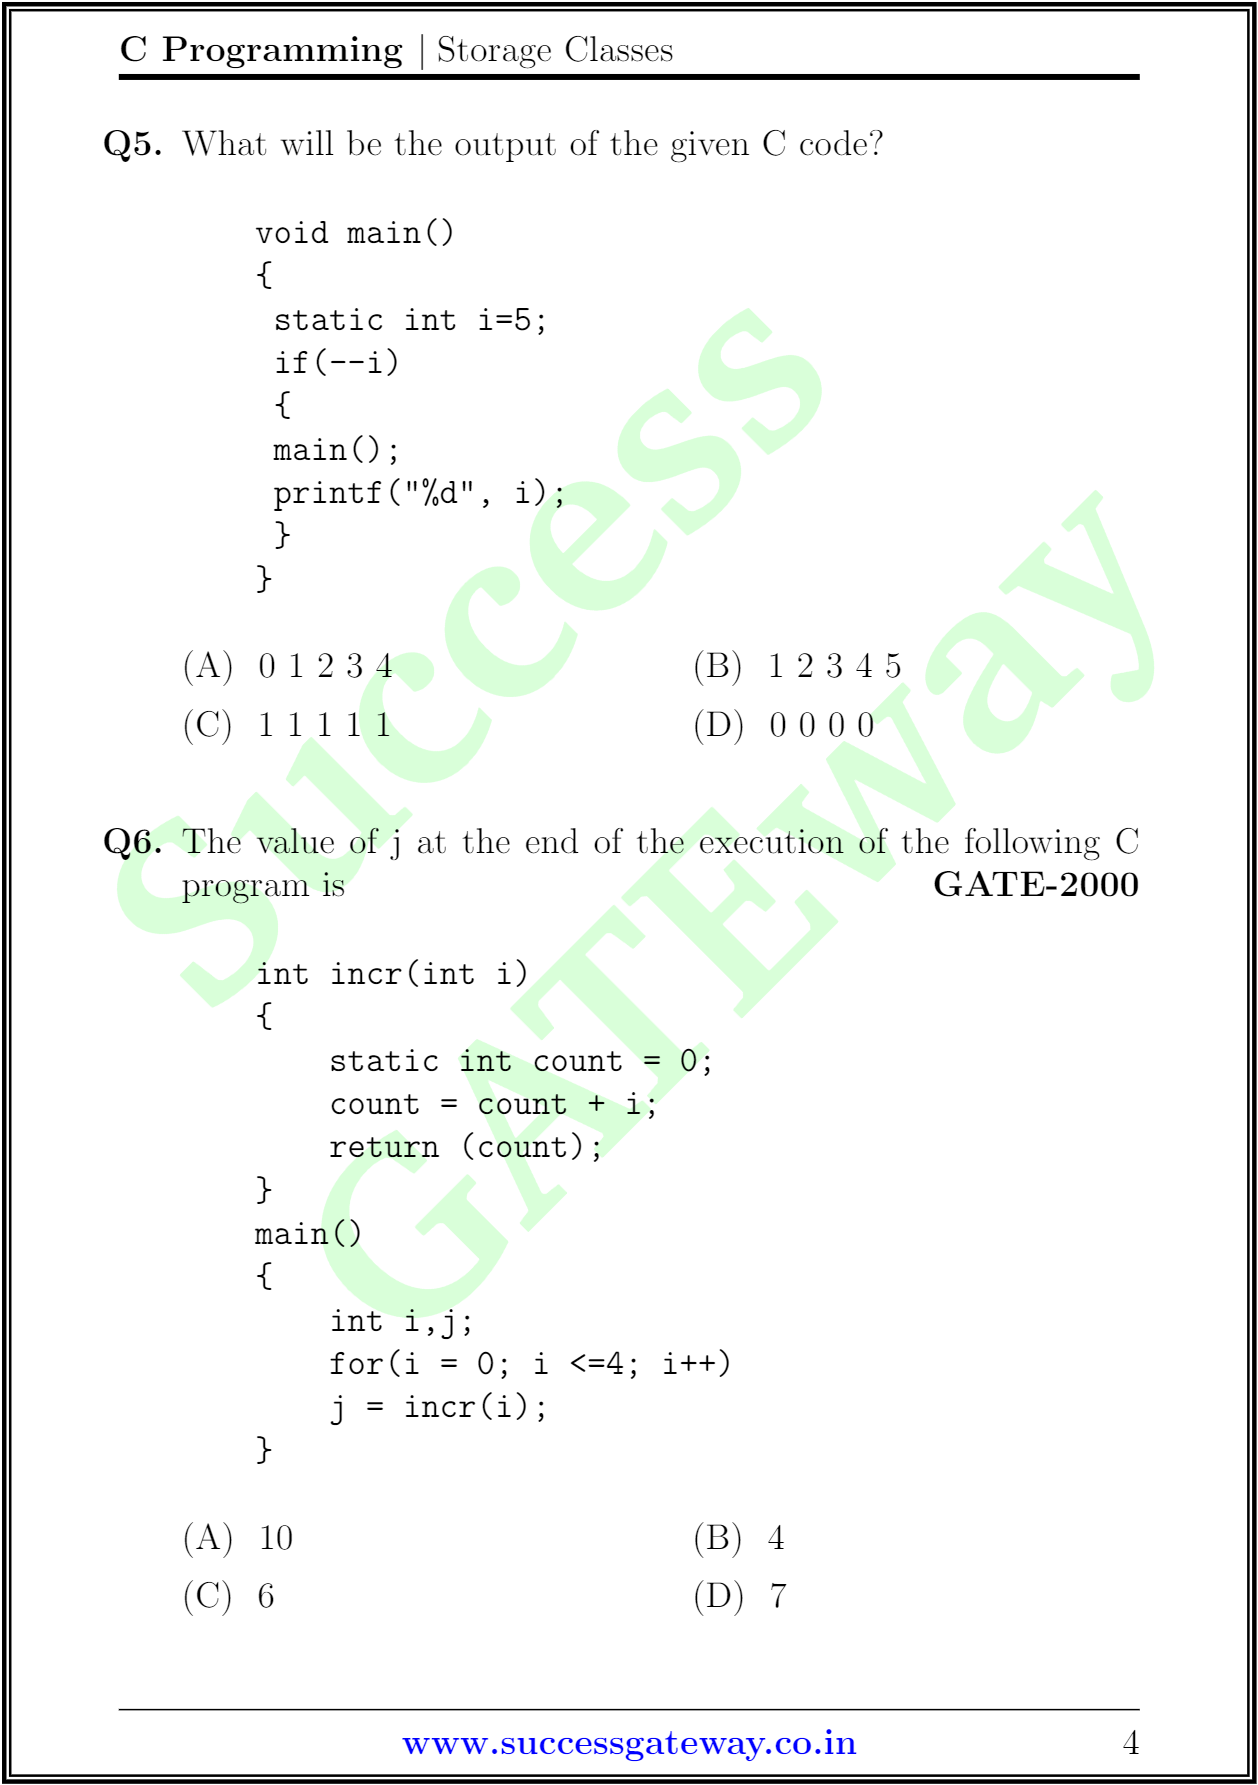 C Programming | Storage Classes
Q5. What will be the output of the given C code?
void main()
{
static int i=5;
if(--i)
{
main();
printf("%d", i);
}
}
(A) 0 1 2 3 4 (B) 1 2 3 4 5
(C) 1 1 1 1 1 (D) 0 0 0 0
Q6. The value of j at the end of the execution of the following C
program is GATE-2000
int incr(int i)
{
static int count = 0;
count = count + i;
return (count);
}
main()
{
int i,j;
for(i = 0; i <=4; i++)
j = incr(i);
}
(A) 10 (B) 4
(C) 6 (D) 7
www.successgateway.co.in 4
Success
GATEway